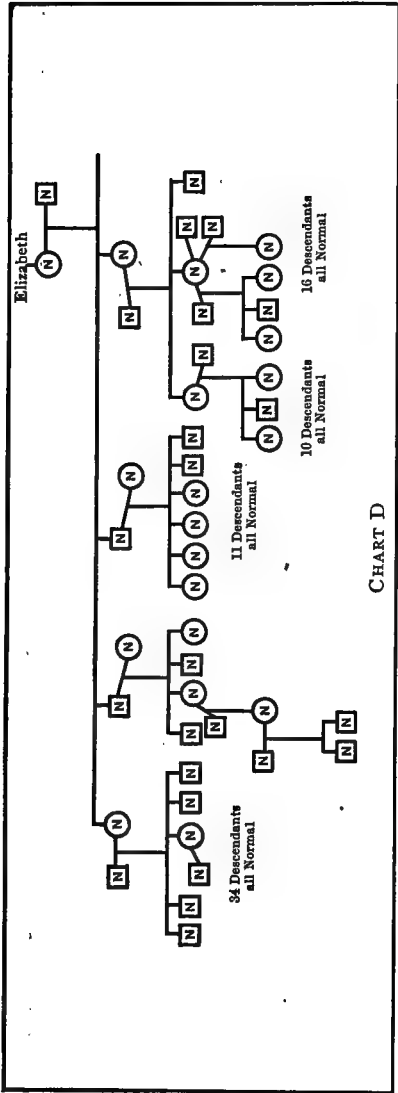 Elizabeth
N N
N N N N N N N N
N N N N N N N N N N N N N N N N N N
N N N N N N
34 Descendants
all Normal
11 Descendants
all Normal
N N N N N N N
N N
10 Descendants
all Normal
16 Descendants
all Normal
N N
CHART D